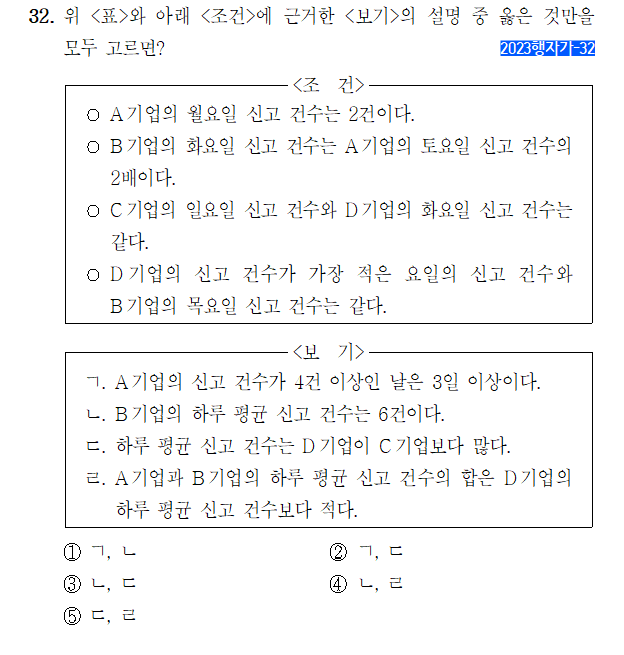 32. 위 <표>와 아래 <조건>에 근거한 <보기>의 설명 중 옳은 것만을
모두 고르면?
2023행자가-32
<조 건>
○ A기업의 월요일 신고 건수는 2건이다.
○ B기업의 화요일 신고 건수는 A기업의 토요일 신고 건수의
2배이다.
○ C기업의 일요일 신고 건수와 D기업의 화요일 신고 건수는
같다.
○ D기업의 신고 건수가 가장 적은 요일의 신고 건수와
B기업의 목요일 신고 건수는 같다.
<보 기>
ㄱ. A기업의 신고 건수가 4건 이상인 날은 3일 이상이다.
ㄴ. B기업의 하루 평균 신고 건수는 6건이다.
ㄷ. 하루 평균 신고 건수는 D기업이 C기업보다 많다.
ㄹ. A기업과 B기업의 하루 평균 신고 건수의 합은 D기업의
하루 평균 신고 건수보다 적다.
① ㄱ, ㄴ
② ㄱ, ㄷ
③ ㄴ, ㄷ
④ ㄴ, ㄹ
⑤ ㄷ, ㄹ